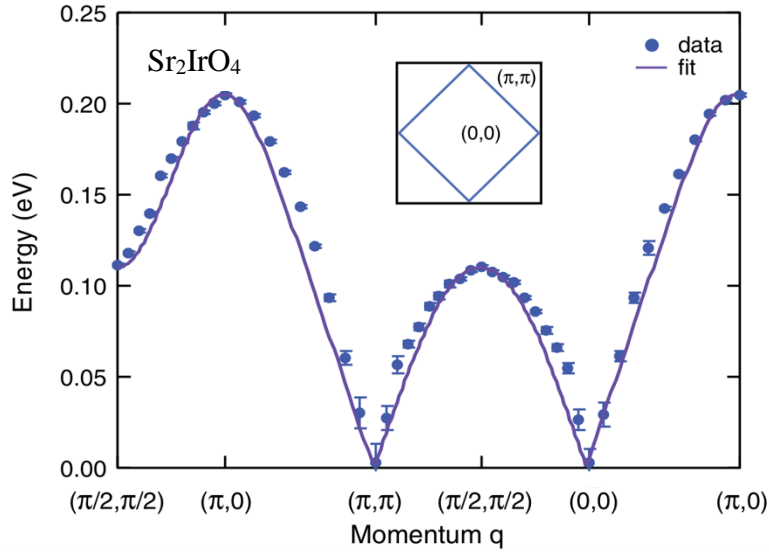 0.25
0.20
0.15
0.10
0.05
0.00
Energy (eV)
Sr₂IrO₄
(π,π)
(0,0)
data
fit
(π/2,π/2) (π,0) (π,π) (π/2,π/2) (0,0) (π,0)
Momentum q